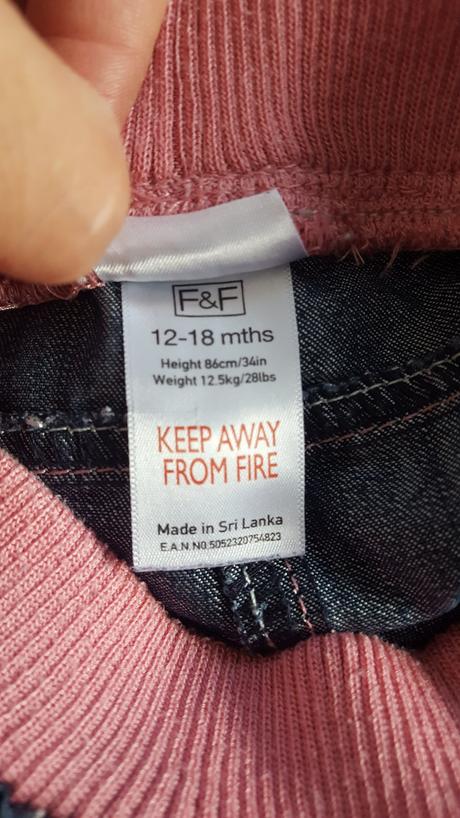 F&F
12-18 mths
Height 86cm/34in
Weight 12.5kg/28lbs
KEEP AWAY
FROM FIRE
Made in Sri Lanka
E.A.N.NO.5052320754823